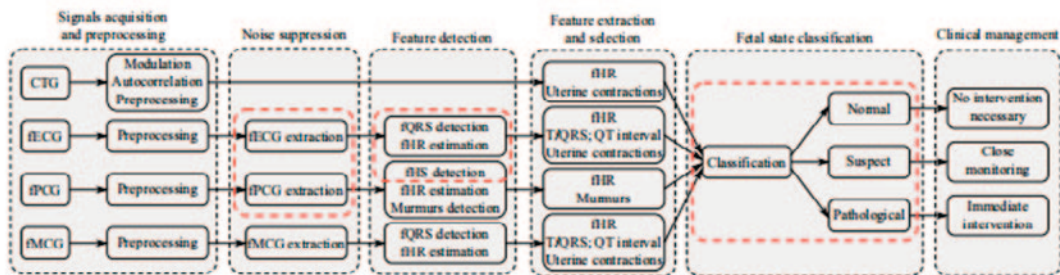 Signals acquisition
and preprocessing
Noise suppression
Feature detection
Feature extraction
and selection
Fetal state classification
Clinical management
CTG
Modulation
Autocorrelation
Preprocessing
fHR
Uterine contractions
fECG
Preprocessing
fECG extraction
fQRS detection
fHR estimation
fHR
T/QRS; QT interval
Uterine contractions
fPCG
Preprocessing
fPCG extraction
fHS detection
fHR estimation
Murmurs detection
fHR
Murmurs
fMCG
Preprocessing
fMCG extraction
fQRS detection
fHR estimation
fHR
T/QRS; QT interval
Uterine contractions
Classification
Normal
Suspect
Pathological
No intervention
necessary
Close
monitoring
Immediate
intervention